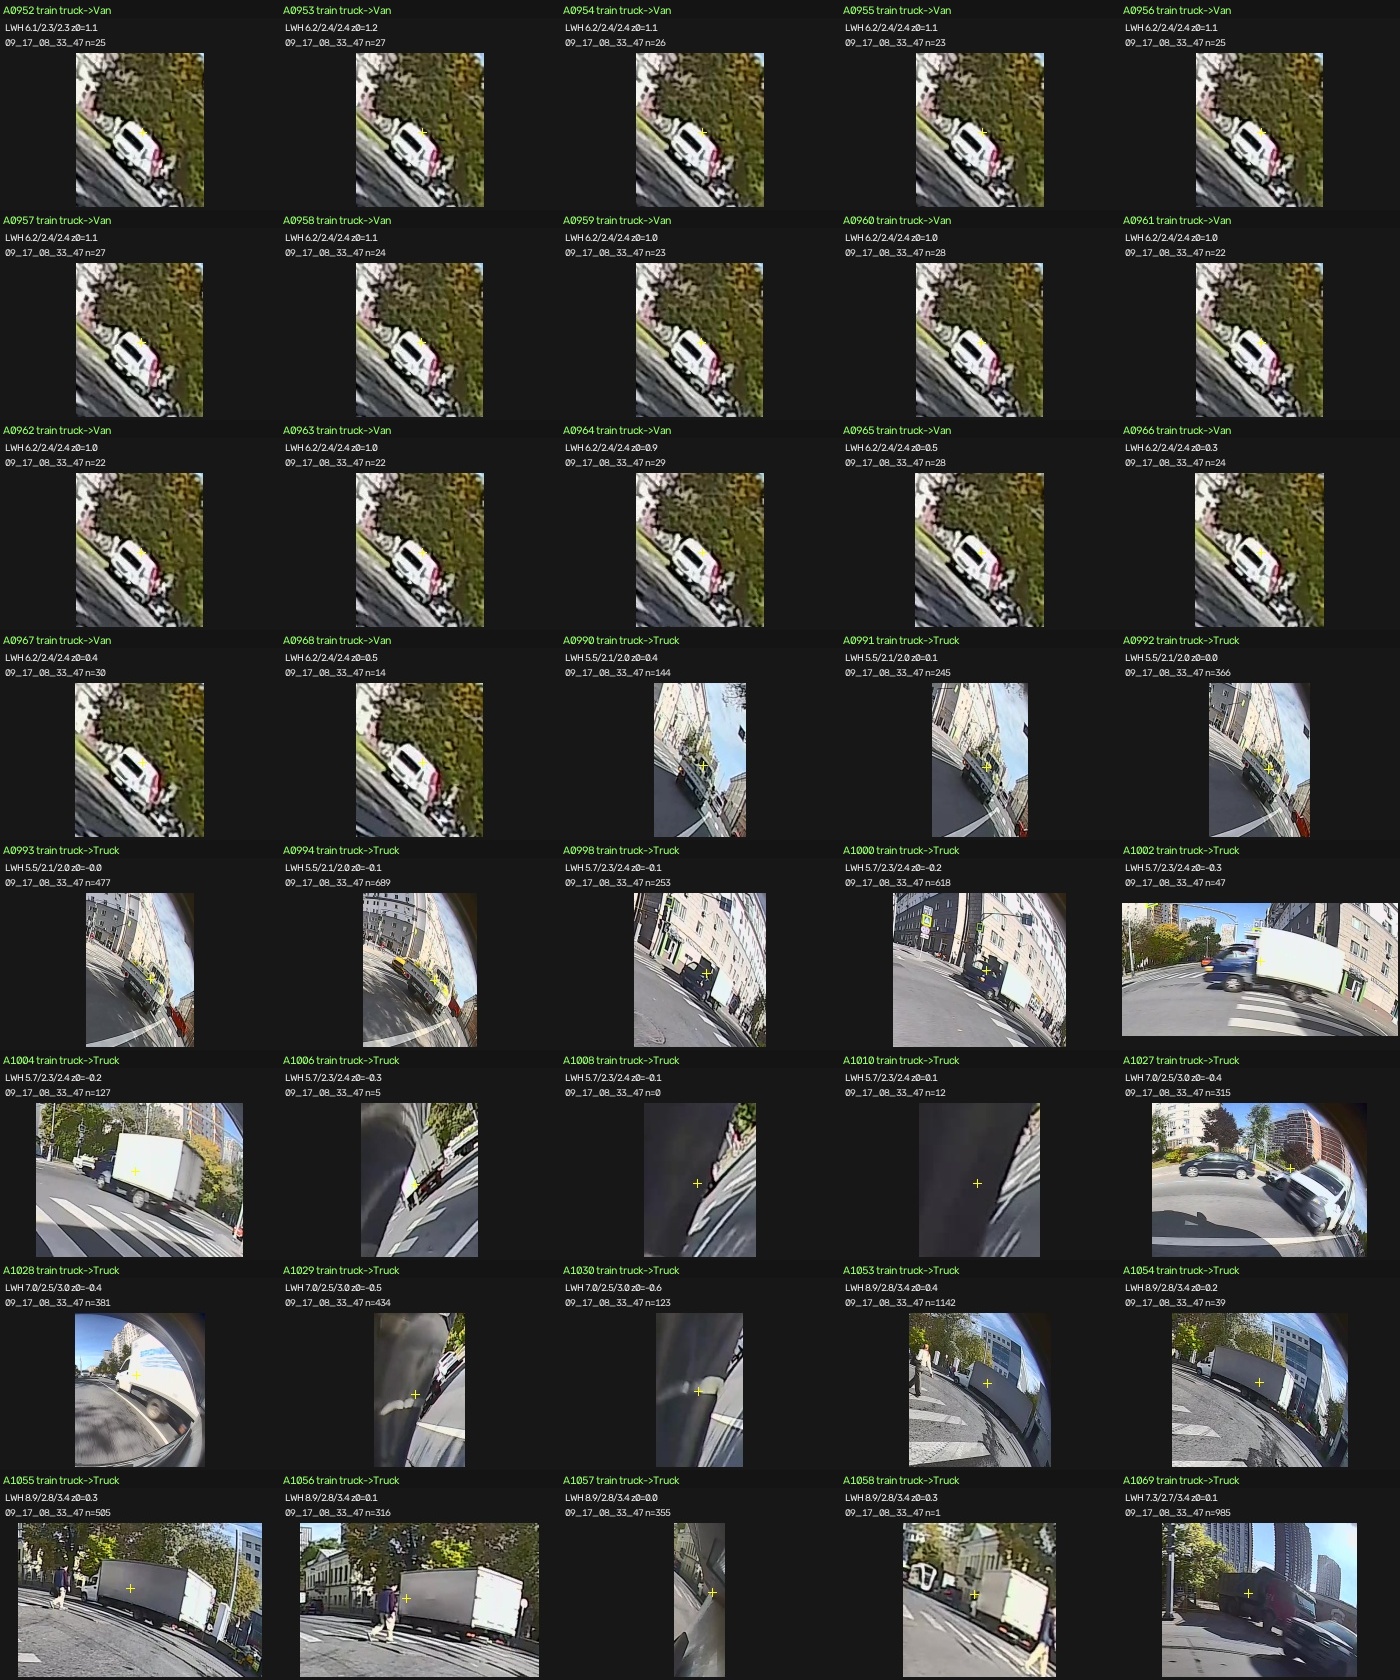 A0952 train truck->Van
LWH 6.1/2.3/2.3 z0=1.1
09_17_08_33_47 n=25
A0953 train truck->Van
LWH 6.2/2.4/2.4 z0=1.2
09_17_08_33_47 n=27
A0954 train truck->Van
LWH 6.2/2.4/2.4 z0=1.1
09_17_08_33_47 n=26
A0955 train truck->Van
LWH 6.2/2.4/2.4 z0=1.1
09_17_08_33_47 n=23
A0956 train truck->Van
LWH 6.2/2.4/2.4 z0=1.1
09_17_08_33_47 n=25
A0957 train truck->Van
LWH 6.2/2.4/2.4 z0=1.1
09_17_08_33_47 n=27
A0958 train truck->Van
LWH 6.2/2.4/2.4 z0=1.1
09_17_08_33_47 n=24
A0959 train truck->Van
LWH 6.2/2.4/2.4 z0=1.0
09_17_08_33_47 n=23
A0960 train truck->Van
LWH 6.2/2.4/2.4 z0=1.0
09_17_08_33_47 n=28
A0961 train truck->Van
LWH 6.2/2.4/2.4 z0=1.0
09_17_08_33_47 n=22
A0962 train truck->Van
LWH 6.2/2.4/2.4 z0=1.0
09_17_08_33_47 n=22
A0963 train truck->Van
LWH 6.2/2.4/2.4 z0=1.0
09_17_08_33_47 n=22
A0964 train truck->Van
LWH 6.2/2.4/2.4 z0=0.9
09_17_08_33_47 n=29
A0965 train truck->Van
LWH 6.2/2.4/2.4 z0=0.5
09_17_08_33_47 n=28
A0966 train truck->Van
LWH 6.2/2.4/2.4 z0=0.3
09_17_08_33_47 n=24
A0967 train truck->Van
LWH 6.2/2.4/2.4 z0=0.4
09_17_08_33_47 n=30
A0968 train truck->Van
LWH 6.2/2.4/2.4 z0=0.5
09_17_08_33_47 n=14
A0990 train truck->Truck
LWH 5.5/2.1/2.0 z0=0.4
09_17_08_33_47 n=144
A0991 train truck->Truck
LWH 5.5/2.1/2.0 z0=0.1
09_17_08_33_47 n=245
A0992 train truck->Truck
LWH 5.5/2.1/2.0 z0=0.0
09_17_08_33_47 n=366
A0993 train truck->Truck
LWH 5.5/2.1/2.0 z0=-0.0
09_17_08_33_47 n=477
A0994 train truck->Truck
LWH 5.5/2.1/2.0 z0=-0.1
09_17_08_33_47 n=689
A0998 train truck->Truck
LWH 5.7/2.3/2.4 z0=-0.1
09_17_08_33_47 n=253
A1000 train truck->Truck
LWH 5.7/2.3/2.4 z0=-0.2
09_17_08_33_47 n=618
A1002 train truck->Truck
LWH 5.7/2.3/2.4 z0=-0.3
09_17_08_33_47 n=47
A1004 train truck->Truck
LWH 5.7/2.3/2.4 z0=-0.2
09_17_08_33_47 n=127
A1006 train truck->Truck
LWH 5.7/2.3/2.4 z0=-0.3
09_17_08_33_47 n=5
A1008 train truck->Truck
LWH 5.7/2.3/2.4 z0=-0.1
09_17_08_33_47 n=0
A1010 train truck->Truck
LWH 5.7/2.3/2.4 z0=0.1
09_17_08_33_47 n=12
A1027 train truck->Truck
LWH 7.0/2.5/3.0 z0=-0.4
09_17_08_33_47 n=315
A1028 train truck->Truck
LWH 7.0/2.5/3.0 z0=-0.4
09_17_08_33_47 n=381
A1029 train truck->Truck
LWH 7.0/2.5/3.0 z0=-0.5
09_17_08_33_47 n=434
A1030 train truck->Truck
LWH 7.0/2.5/3.0 z0=-0.6
09_17_08_33_47 n=123
A1053 train truck->Truck
LWH 8.9/2.8/3.4 z0=0.4
09_17_08_33_47 n=1142
A1054 train truck->Truck
LWH 8.9/2.8/3.4 z0=0.2
09_17_08_33_47 n=39
A1055 train truck->Truck
LWH 8.9/2.8/3.4 z0=0.3
09_17_08_33_47 n=505
A1056 train truck->Truck
LWH 8.9/2.8/3.4 z0=0.1
09_17_08_33_47 n=316
A1057 train truck->Truck
LWH 8.9/2.8/3.4 z0=0.0
09_17_08_33_47 n=355
A1058 train truck->Truck
LWH 8.9/2.8/3.4 z0=0.3
09_17_08_33_47 n=1
A1069 train truck->Truck
LWH 7.3/2.7/3.4 z0=0.1
09_17_08_33_47 n=985